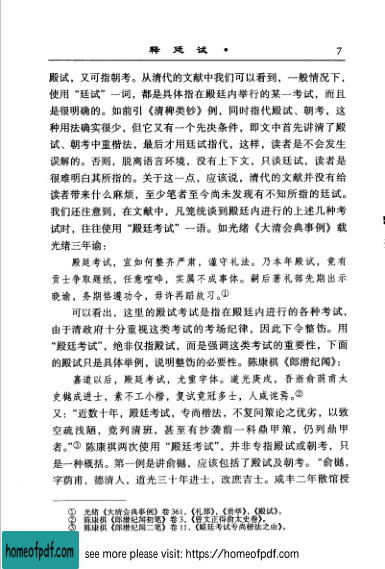 释廷试·
7
殿试，又可指朝考。从清代的文献中我们可以看到，一般情况下，
使用“廷试”一词，都是具体指在殿廷内举行的某一考试，而且
是很明确的。如前引《清稗类钞》例，同时指代殿试、朝考，这
种用法确实很少，但它又有一个先决条件，即文中首先讲清了殿
试、朝考中重楷法，最后才用廷试指代，这样，读者是不会发生
误解的。否则，脱离语言环境，没有上下文，只谈廷试，读者是
很难明白其所指的。关于这一点，应该说，清代的文献并没有给
读者带来什么麻烦，至少笔者至今尚未发现有不知所指的廷试。
我们还注意到，在文献中，凡笼统谈到殿廷内进行的上述几种考
试时，往往使用“殿廷考试”一语。如光绪《大清会典事例》载
光绪三年谕：
殿廷考试，宜如何整齐严肃，谨守礼法。乃本年殿试，竟有
贡士争取题纸，任意喧哗，实属不成事体。嗣后著礼部先期出示
晓谕，务期恪遵功令，毋许再蹈故习。①
可以看出，这里的殿试考试是指在殿廷内进行的各种考试，
由于清政府十分重视这类考试的考场纪律，因此下令整饬。用
“殿廷考试”，绝非仅指殿试，而是强调这类考试的重要性，下面
的殿试只是具体举例，说明整饬的必要性。陈康祺《郎潜纪闻》：
嘉道以后，殿廷考试，尤重字体。道光庚戌，吾浙俞荫甫太
史樾成进士，素不工小楷，复试竟冠多士，人咸诧焉。②
又：“近数十年，殿廷考试，专尚楷法，不复问策论之优劣，以致
空疏浅陋，竞列清班，甚至有抄袭前一科鼎甲策，仍列鼎甲
者。”③ 陈康祺两次使用“殿廷考试”，并非专指殿试或朝考，只
是一种概括。第一例是讲俞樾，应该包括了殿试及朝考。“俞樾，
字荫甫，德清人，道光三十年进士，改庶吉士。咸丰二年散馆授
① 光绪《大清会典事例》卷 361，《礼部》，《贡举》，《殿试》。
② 陈康祺《郎潜纪闻初笔》卷 3，《曾文正得俞太史卷》。
③ 陈康祺《郎潜纪闻二笔》卷 11，《殿廷考试专尚楷法之由》。
homeofpdf.com
see more please visit: https://homeofpdf.com